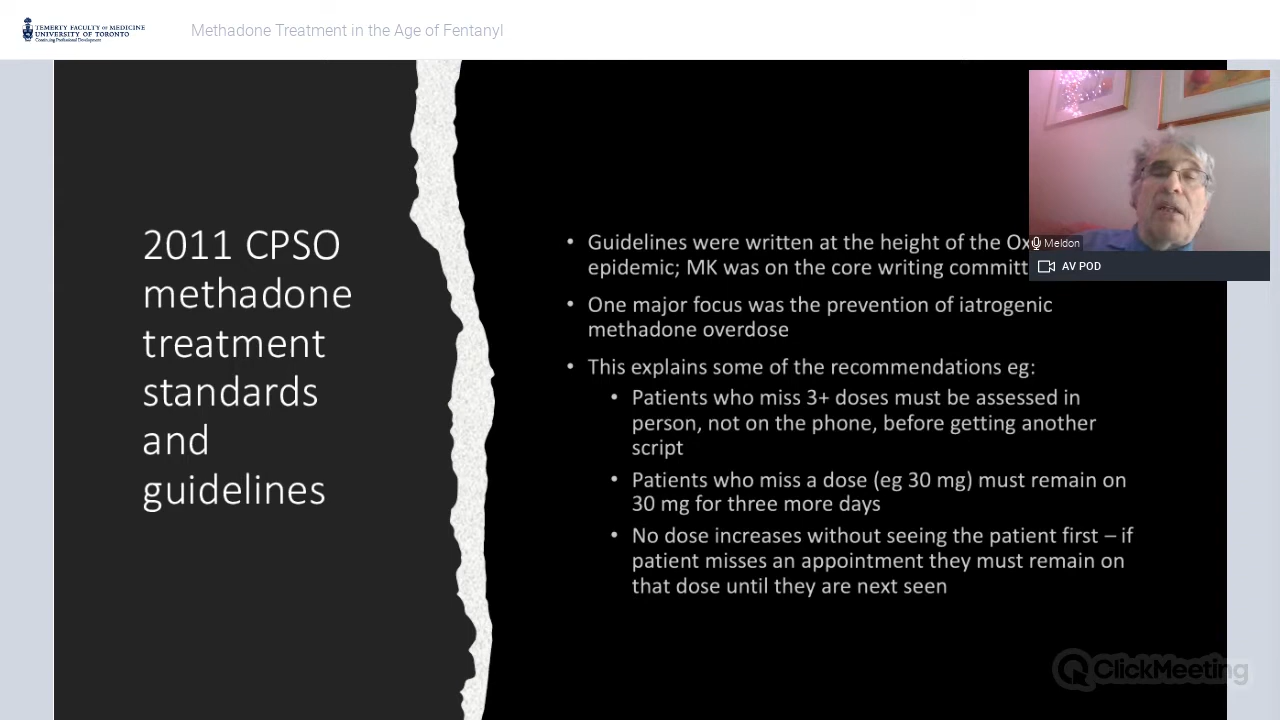 TEMERTY FACULTY OF MEDICINE
UNIVERSITY OF TORONTO
Continuing Professional Development
Methadone Treatment in the Age of Fentanyl
2011 CPSO
methadone
treatment
standards
and
guidelines
• Guidelines were written at the height of the Ox
epidemic; MK was on the core writing committ
• One major focus was the prevention of iatrogenic
methadone overdose
• This explains some of the recommendations eg:
• Patients who miss 3+ doses must be assessed in
person, not on the phone, before getting another
script
• Patients who miss a dose (eg 30 mg) must remain on
30 mg for three more days
• No dose increases without seeing the patient first – if
patient misses an appointment they must remain on
that dose until they are next seen
Meldon
AV POD
ClickMeeting